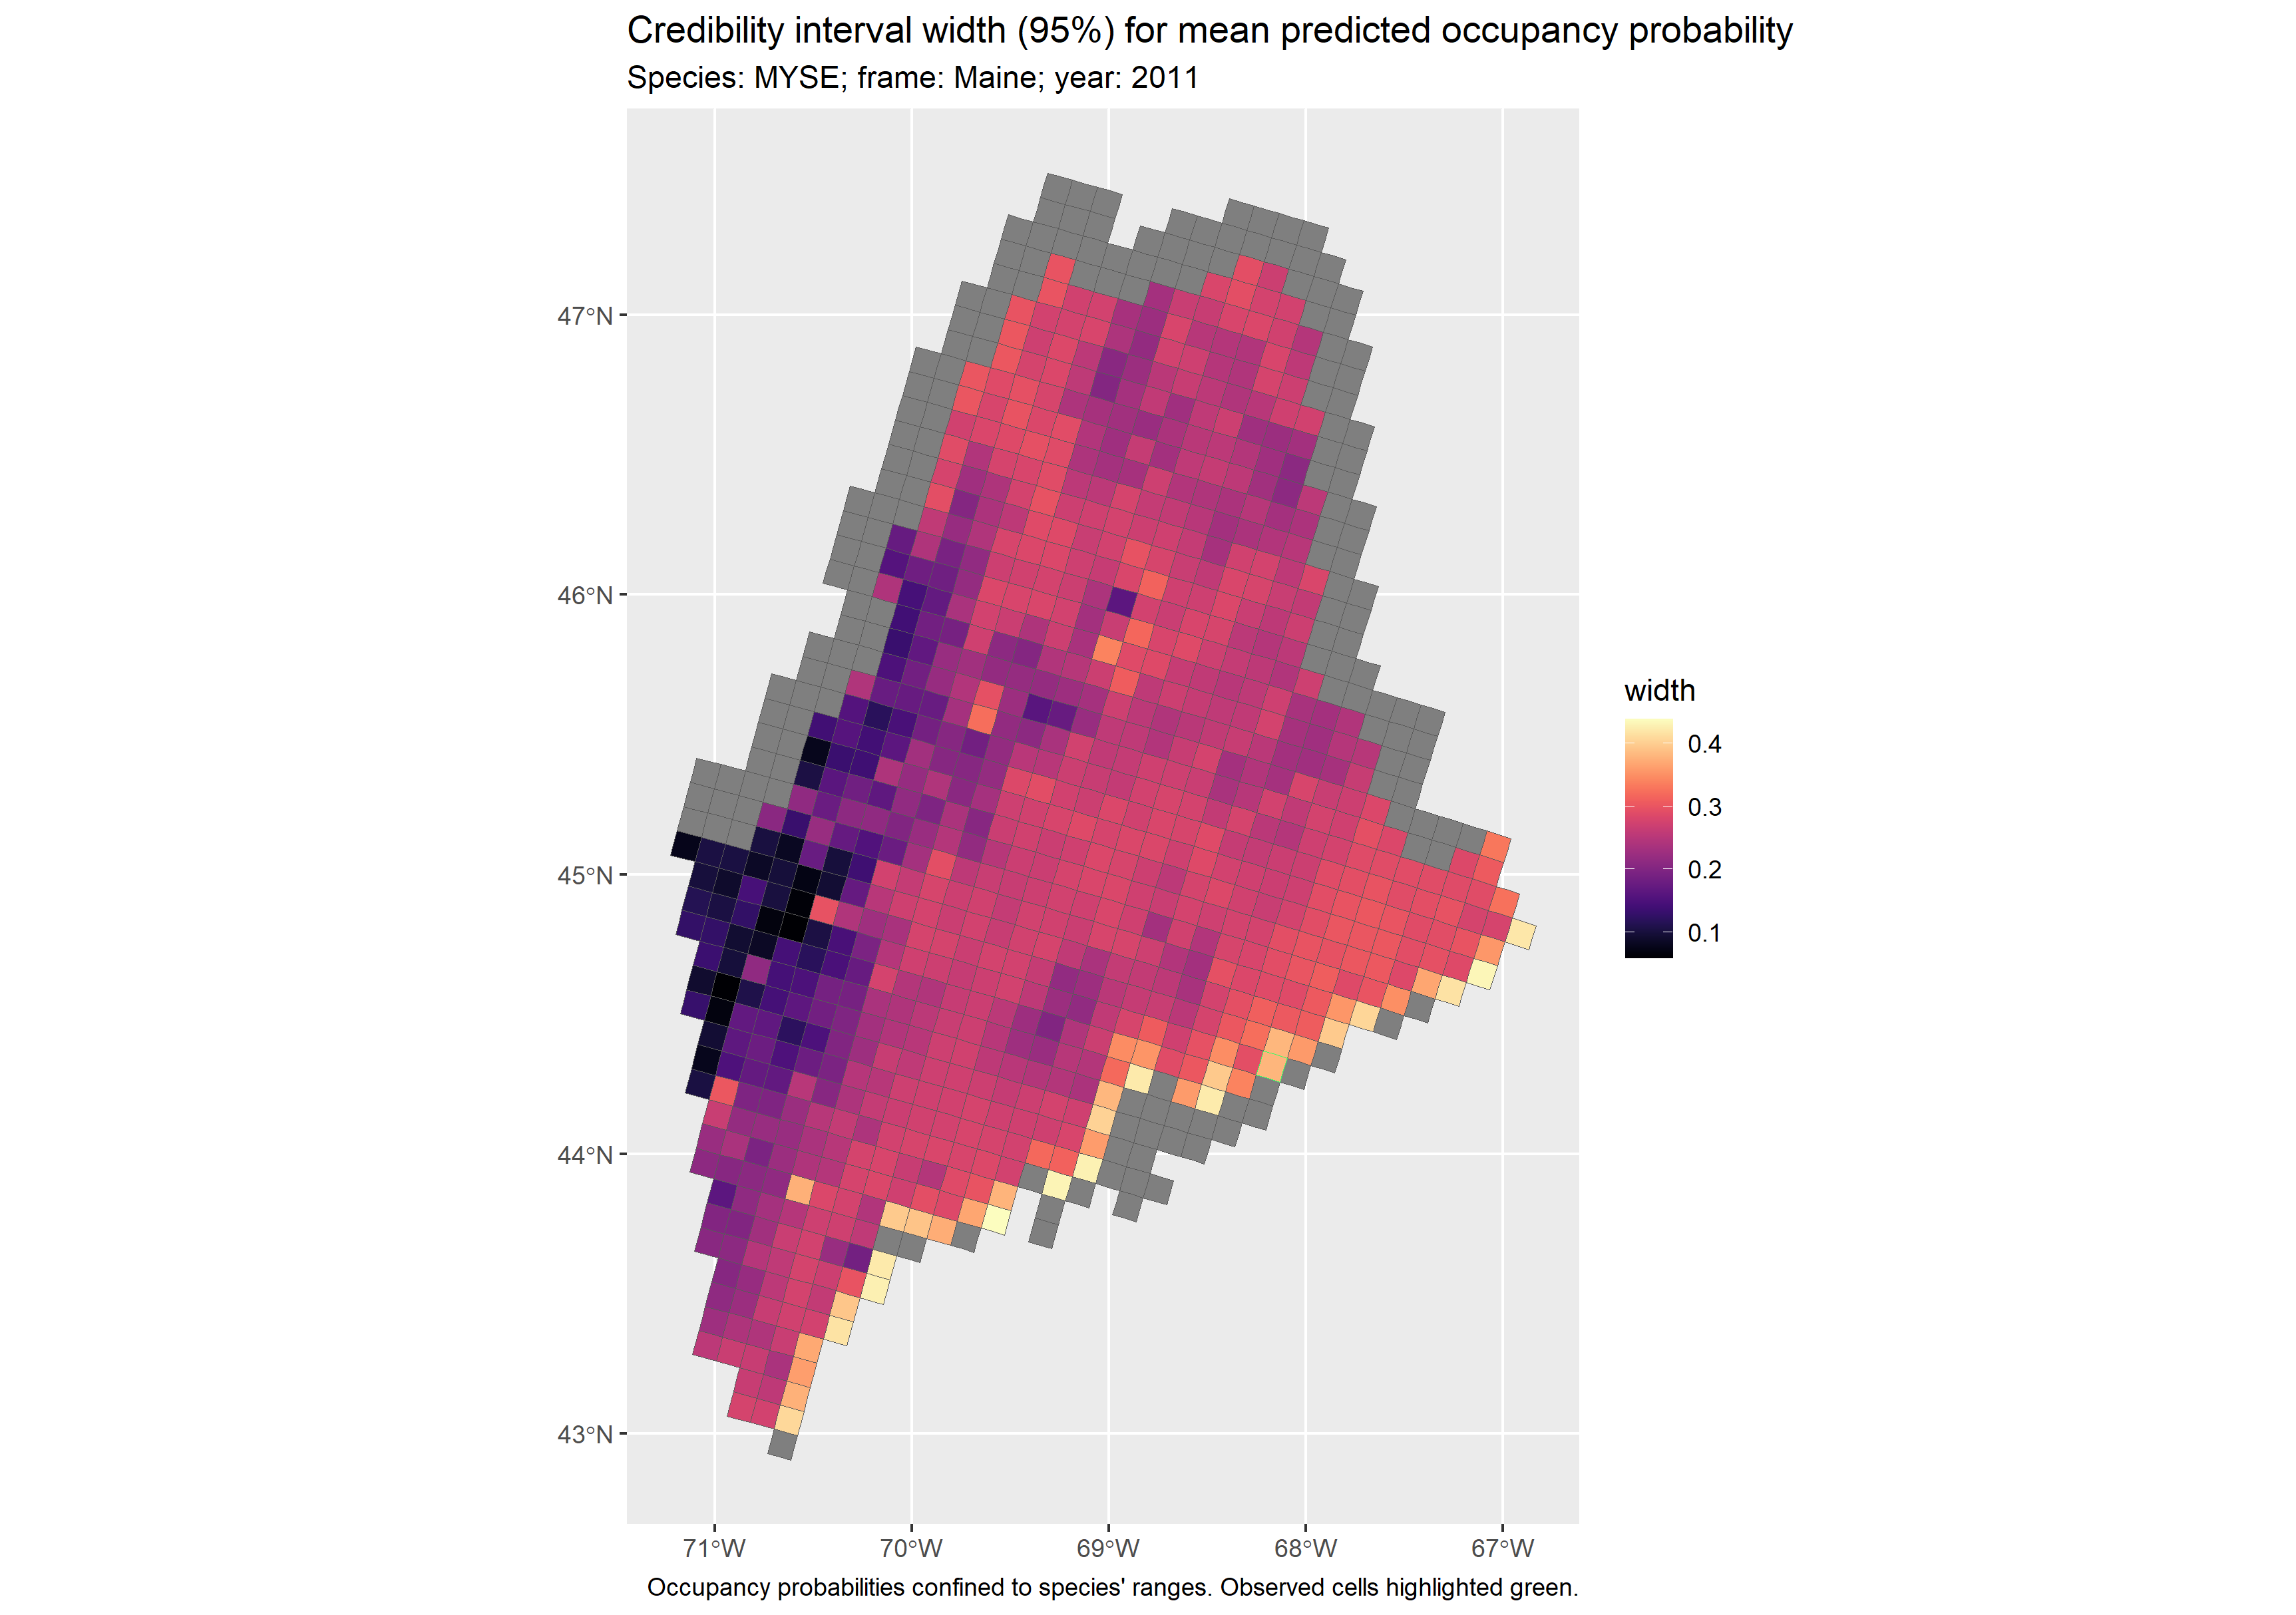 Credibility interval width (95%) for mean predicted occupancy probability
Species: MYSE; frame: Maine; year: 2011
47°N
46°N
45°N
44°N
43°N
71°W
70°W
69°W
68°W
67°W
width
0.4
0.3
0.2
0.1
Occupancy probabilities confined to species' ranges. Observed cells highlighted green.